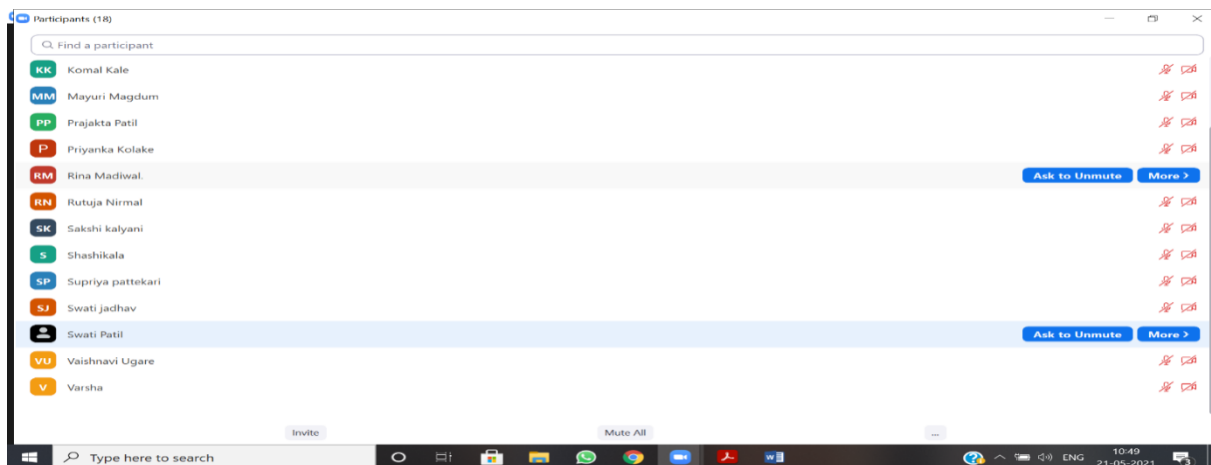 Participants (18)
Find a participant
KK Komal Kale
MM Mayuri Magdum
PP Prajakta Patil
P Priyanka Kolake
RM Rina Madiwal. Ask to Unmute More >
RN Rutuja Nirmal
SK Sakshi kalyani
S Shashikala
SP Supriya pattekari
SJ Swati jadhav
Swati Patil Ask to Unmute More >
VU Vaishnavi Ugare
V Varsha
Invite Mute All ...
Type here to search ENG 10:49
21-05-2021 3